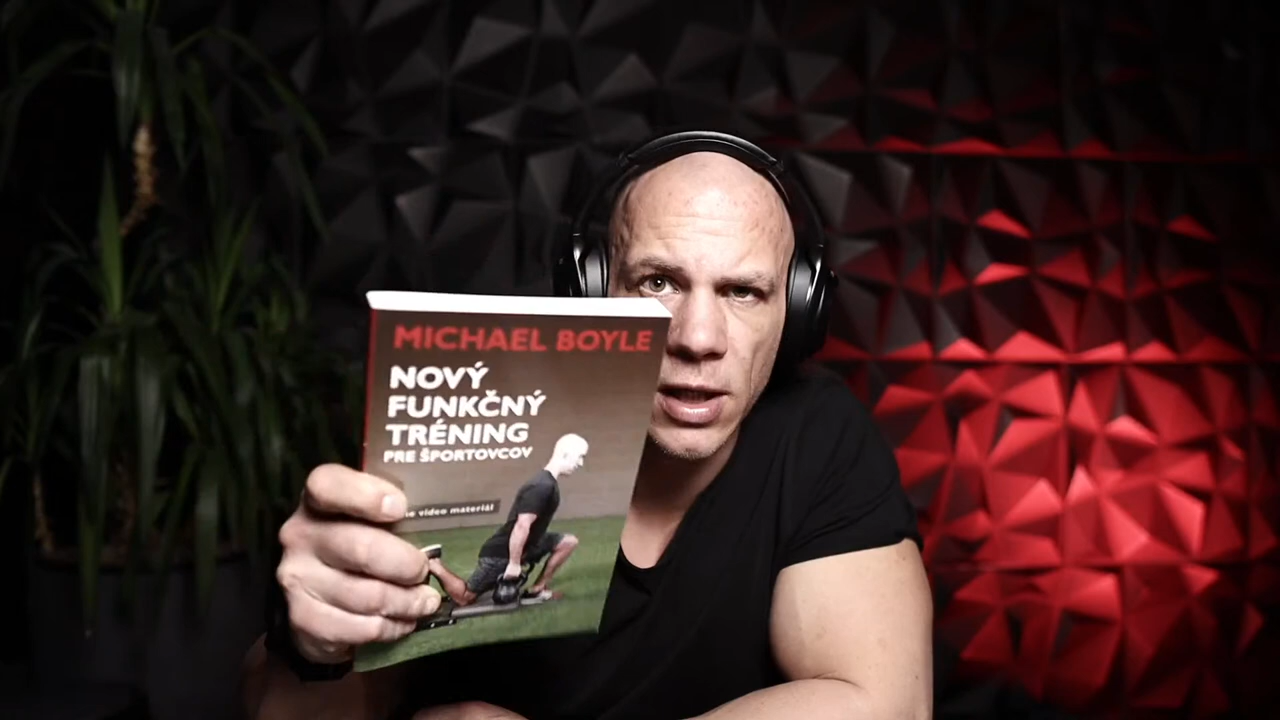 MICHAEL BOYLE
NOVÝ
FUNKČNÝ
TRÉNING
PRE ŠPORTOVCOV
video materiál